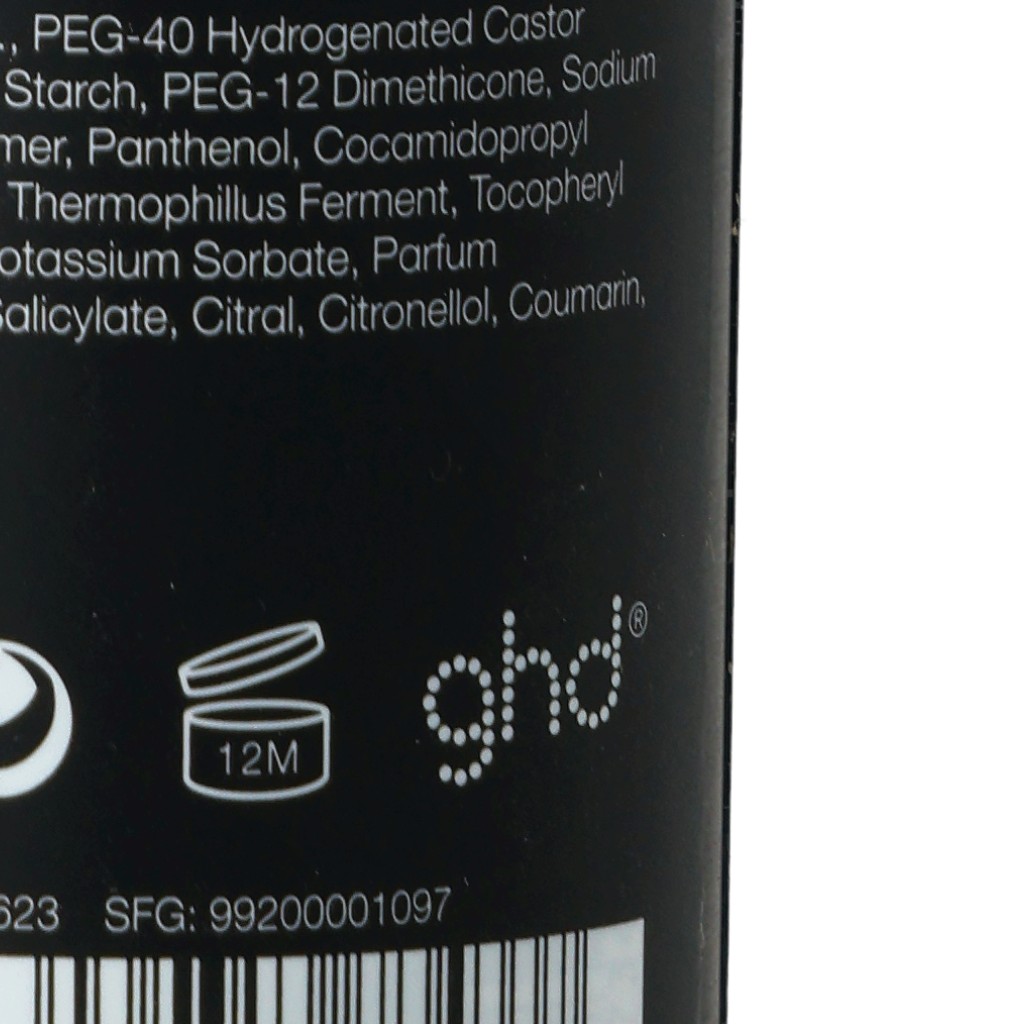 PEG-40 Hydrogenated Castor
Starch, PEG-12 Dimethicone, Sodium
mer, Panthenol, Cocamidopropyl
Thermophillus Ferment, Tocopheryl
otassium Sorbate, Parfum
Salicylate, Citral, Citronellol, Coumarin,
12M
ghd®
623 SFG: 99200001097